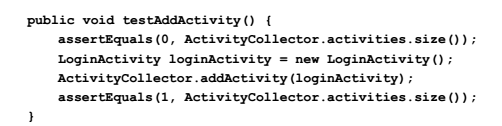 public void testAddActivity() {
    assertEquals(0, ActivityCollector.activities.size());
    LoginActivity loginActivity = new LoginActivity();
    ActivityCollector.addActivity(loginActivity);
    assertEquals(1, ActivityCollector.activities.size());
}